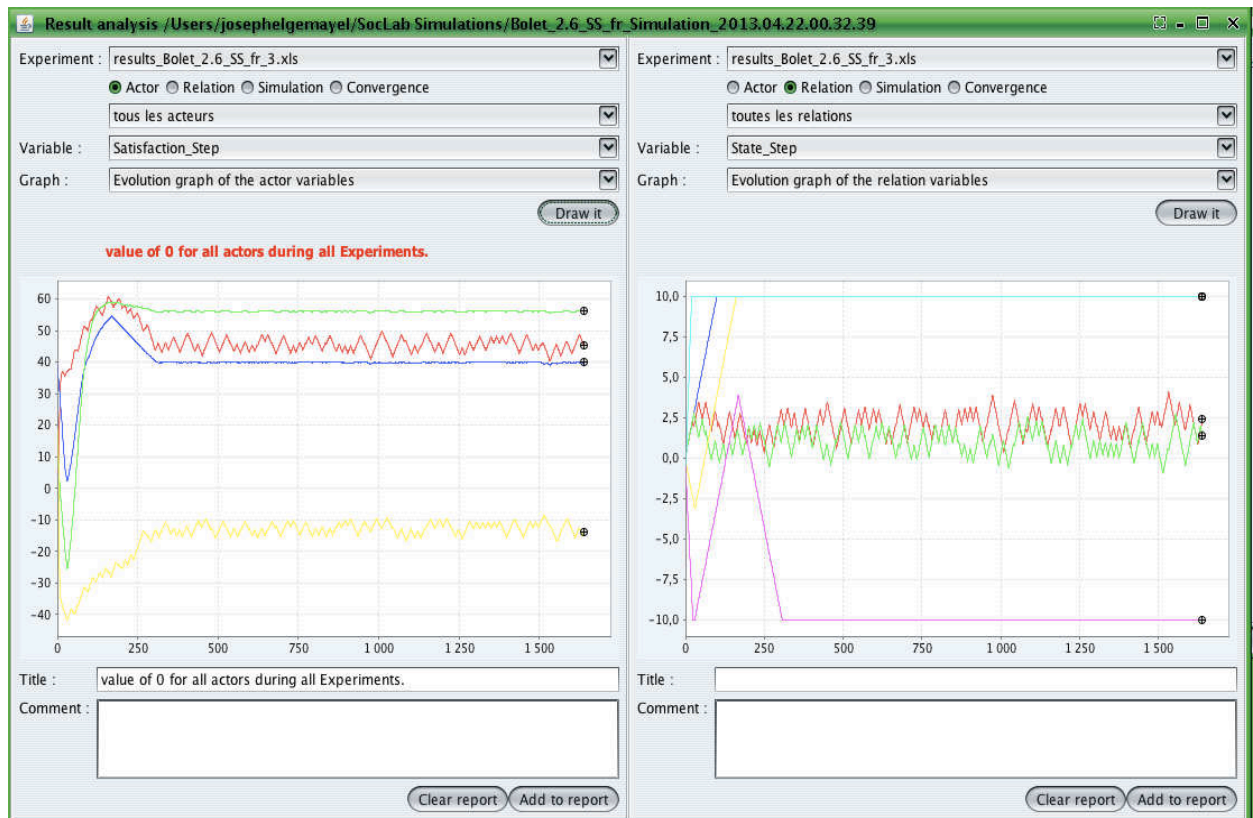 Result analysis /Users/josephelgemayel/SocLab Simulations/Bolet_2.6_SS_fr_Simulation_2013.04.22.00.32.39
Experiment : results_Bolet_2.6_SS_fr_3.xls
Actor Relation Simulation Convergence
tous les acteurs
Variable : Satisfaction_Step
Graph : Evolution graph of the actor variables
Draw it
value of 0 for all actors during all Experiments.
60
50
40
30
20
10
0
-10
-20
-30
-40
0 250 500 750 1 000 1 250 1 500
Title : value of 0 for all actors during all Experiments.
Comment :
Clear report Add to report
Experiment : results_Bolet_2.6_SS_fr_3.xls
Actor Relation Simulation Convergence
toutes les relations
Variable : State_Step
Graph : Evolution graph of the relation variables
Draw it
10,0
7,5
5,0
2,5
0,0
-2,5
-5,0
-7,5
-10,0
0 250 500 750 1 000 1 250 1 500
Title :
Comment :
Clear report Add to report